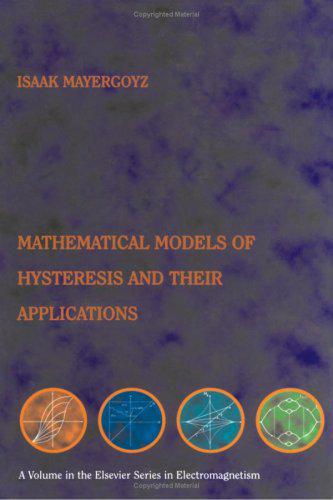 ISAAK MAYERGOYZ
MATHEMATICAL MODELS OF
HYSTERESIS AND THEIR
APPLICATIONS
A Volume in the Elsevier Series in Electromagnetism